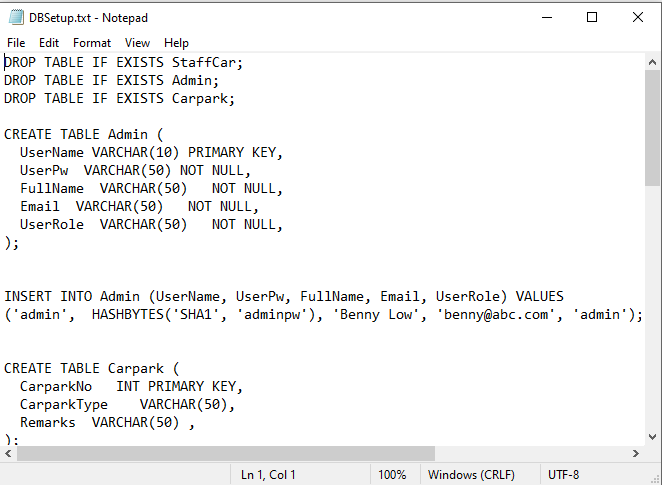 DBSetup.txt - Notepad
File Edit Format View Help
DROP TABLE IF EXISTS StaffCar;
DROP TABLE IF EXISTS Admin;
DROP TABLE IF EXISTS Carpark;
CREATE TABLE Admin (
  UserName VARCHAR(10) PRIMARY KEY,
  UserPw  VARCHAR(50) NOT NULL,
  FullName  VARCHAR(50)   NOT NULL,
  Email  VARCHAR(50)   NOT NULL,
  UserRole  VARCHAR(50)   NOT NULL,
);
INSERT INTO Admin (UserName, UserPw, FullName, Email, UserRole) VALUES
('admin',  HASHBYTES('SHA1', 'adminpw'), 'Benny Low', 'benny@abc.com', 'admin');
CREATE TABLE Carpark (
  CarparkNo   INT PRIMARY KEY,
  CarparkType    VARCHAR(50),
  Remarks  VARCHAR(50) ,
);
Ln 1, Col 1 100% Windows (CRLF) UTF-8